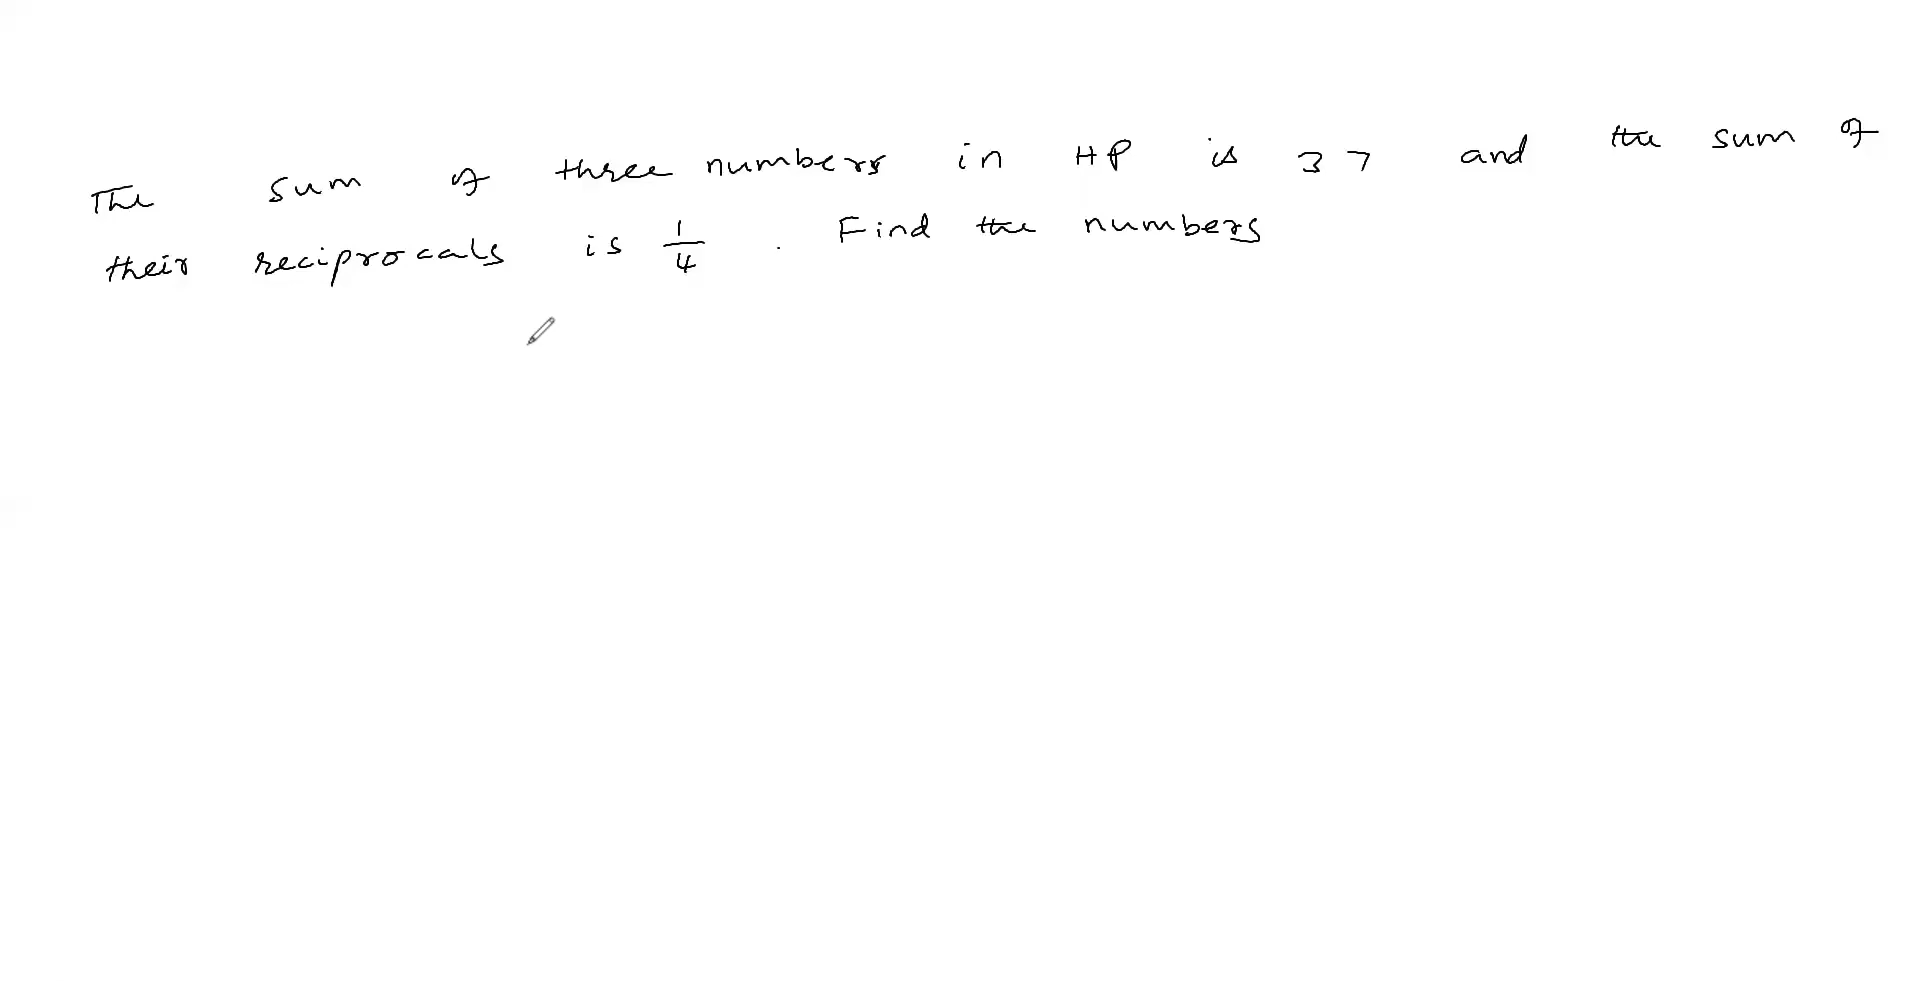 The sum of three numbers in HP is 37 and the sum of
their reciprocals is 1/4. Find the numbers